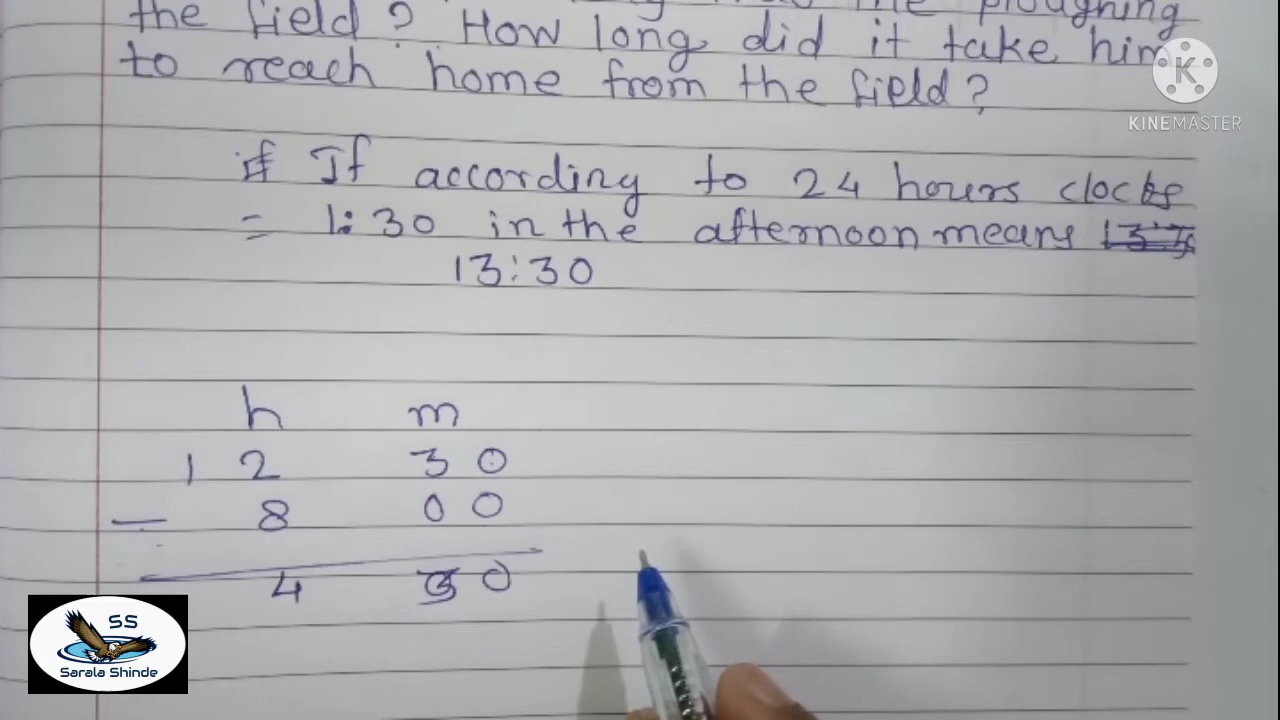 the field? How long did it take him
to reach home from the field?
KINEMASTER
If according to 24 hours clocks
= 1:30 in the afternoon means
13:30
h m
12 30
- 8 00
4 30
SS
Sarala Shinde